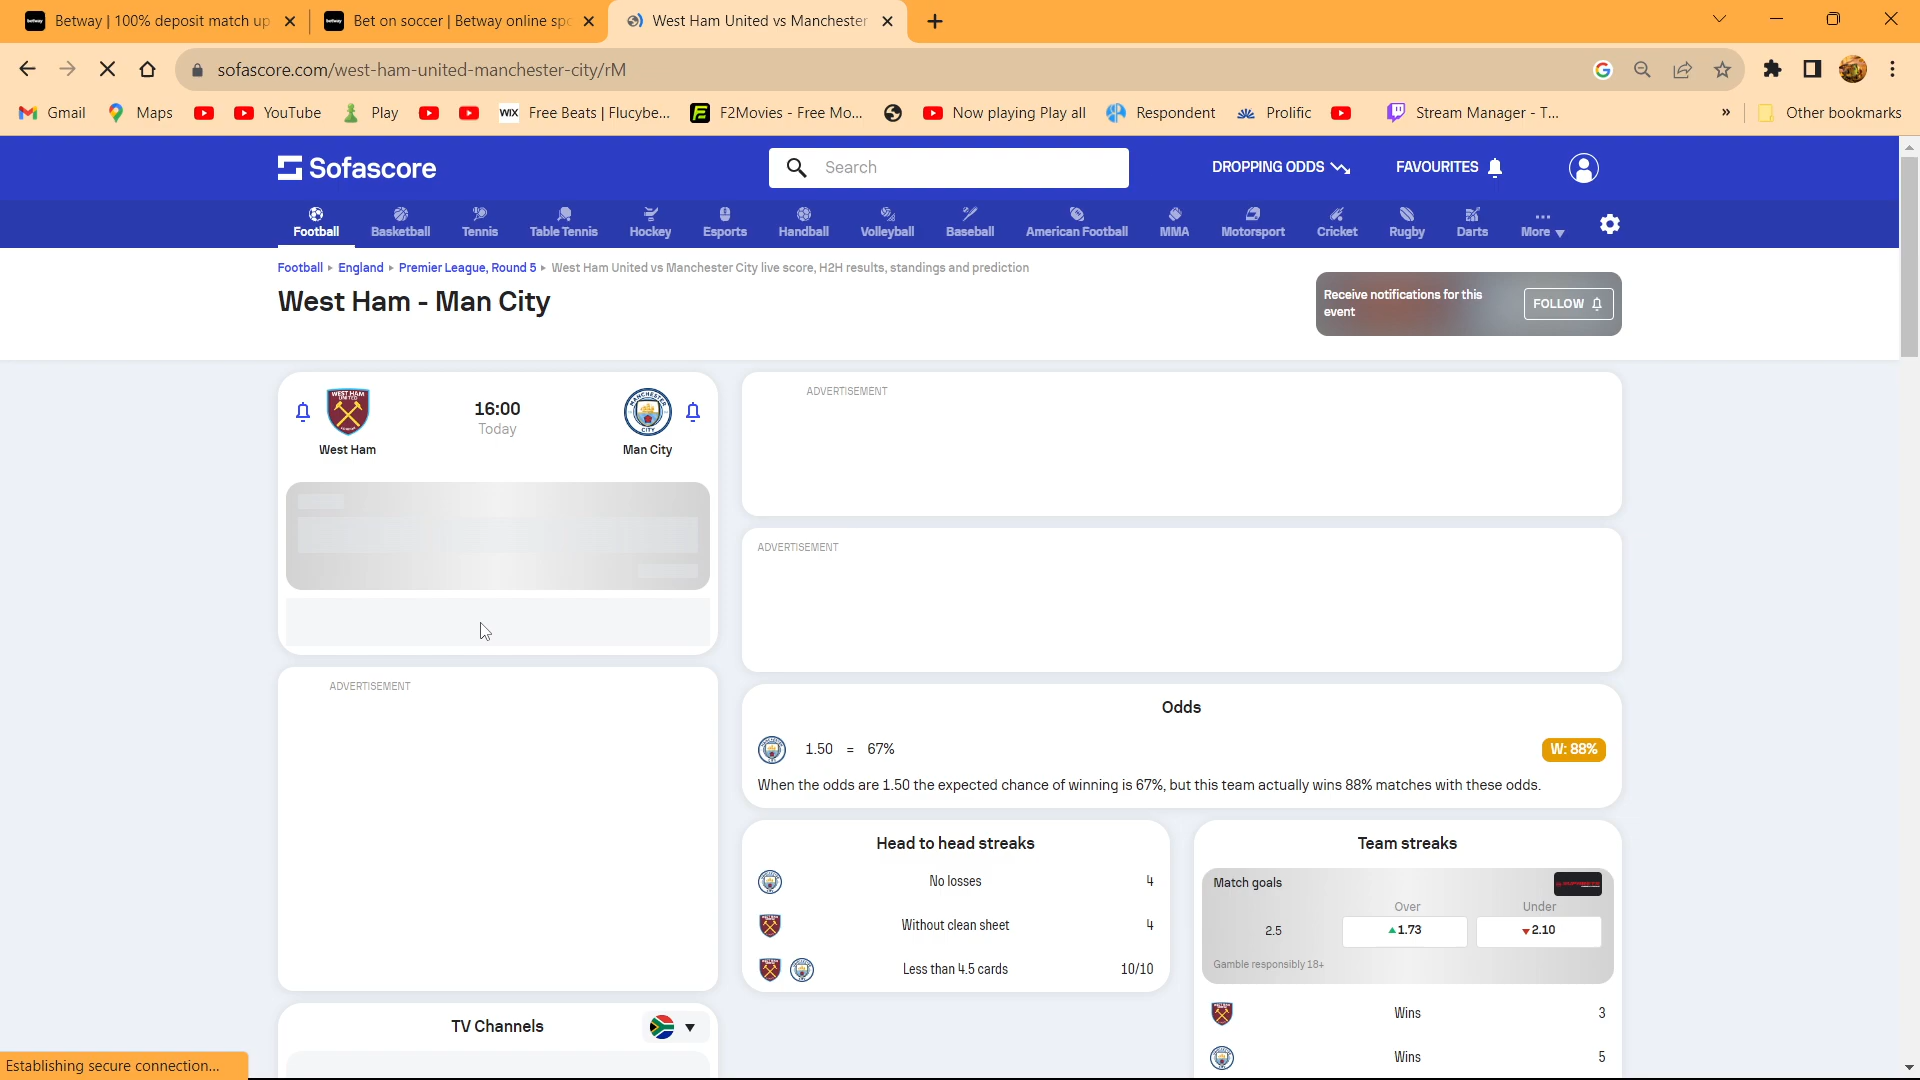 Betway | 100% deposit match up
Bet on soccer | Betway online spo
West Ham United vs Manchester
sofascore.com/west-ham-united-manchester-city/rM
Gmail
Maps
YouTube
Play
WIX Free Beats | Flucybe...
F2Movies - Free Mo...
Now playing Play all
Respondent
Prolific
Stream Manager - T...
»
Other bookmarks
Sofascore
Search
DROPPING ODDS
FAVOURITES
Football
Basketball
Tennis
Table Tennis
Hockey
Esports
Handball
Volleyball
Baseball
American Football
MMA
Motorsport
Cricket
Rugby
Darts
More
Football ▸ England ▸ Premier League, Round 5 ▸ West Ham United vs Manchester City live score, H2H results, standings and prediction
West Ham - Man City
Receive notifications for this
event
FOLLOW
16:00
Today
West Ham
Man City
ADVERTISEMENT
ADVERTISEMENT
ADVERTISEMENT
Odds
1.50 = 67%
W: 88%
When the odds are 1.50 the expected chance of winning is 67%, but this team actually wins 88% matches with these odds.
Head to head streaks
No losses 4
Without clean sheet 4
Less than 4.5 cards 10/10
Team streaks
Match goals
Over Under
2.5 1.73 2.10
Gamble responsibly 18+
Wins 3
Wins 5
TV Channels
Establishing secure connection...